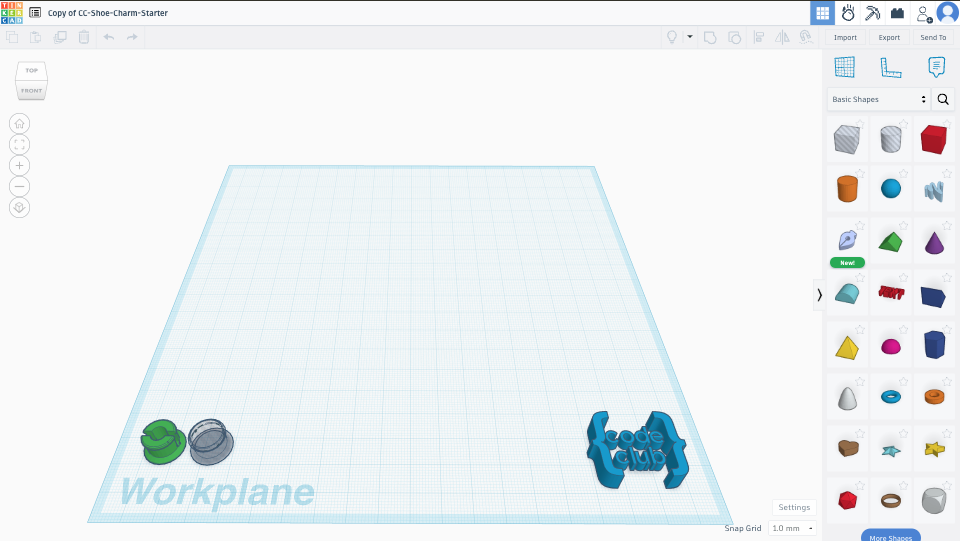 TIN
KER
CAD
Copy of CC-Shoe-Charm-Starter
Import
Export
Send To
TOP
FRONT
Basic Shapes
New!
TEXT
code
club
Workplane
Settings
Snap Grid
1.0 mm
More Shapes